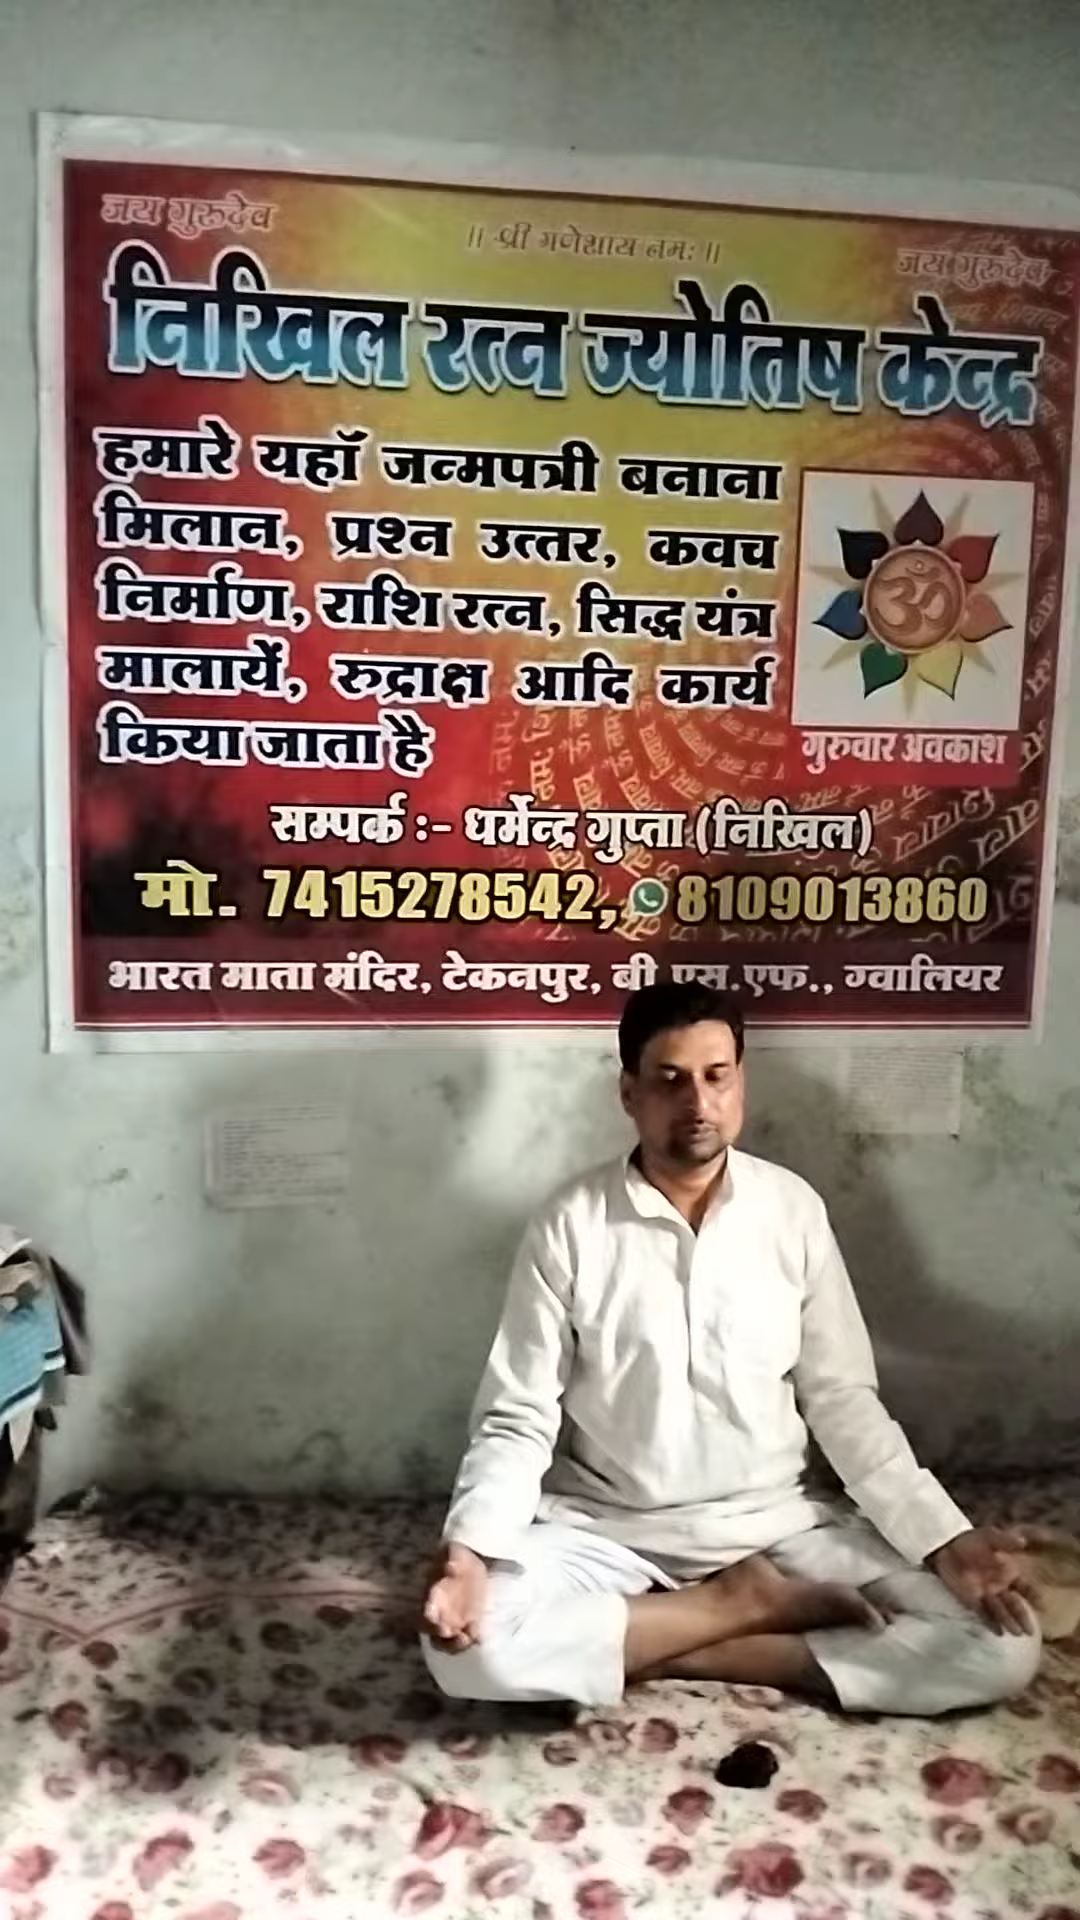 जय गुरूदेव
॥ श्री गणेशाय नमः ॥
जय गुरूदेव
निखिल रत्न ज्योतिष केन्द्र
हमारे यहाँ जन्मपत्री बनाना
मिलान, प्रश्न उत्तर, कवच
निर्माण, राशि रत्न, सिद्ध यंत्र
मालायें, रुद्राक्ष आदि कार्य
किया जाता है
ॐ
गुरुवार अवकाश
सम्पर्क :- धर्मेन्द्र गुप्ता (निखिल)
मो. 7415278542, 8109013860
भारत माता मंदिर, टेकनपुर, बी.एस.एफ., ग्वालियर